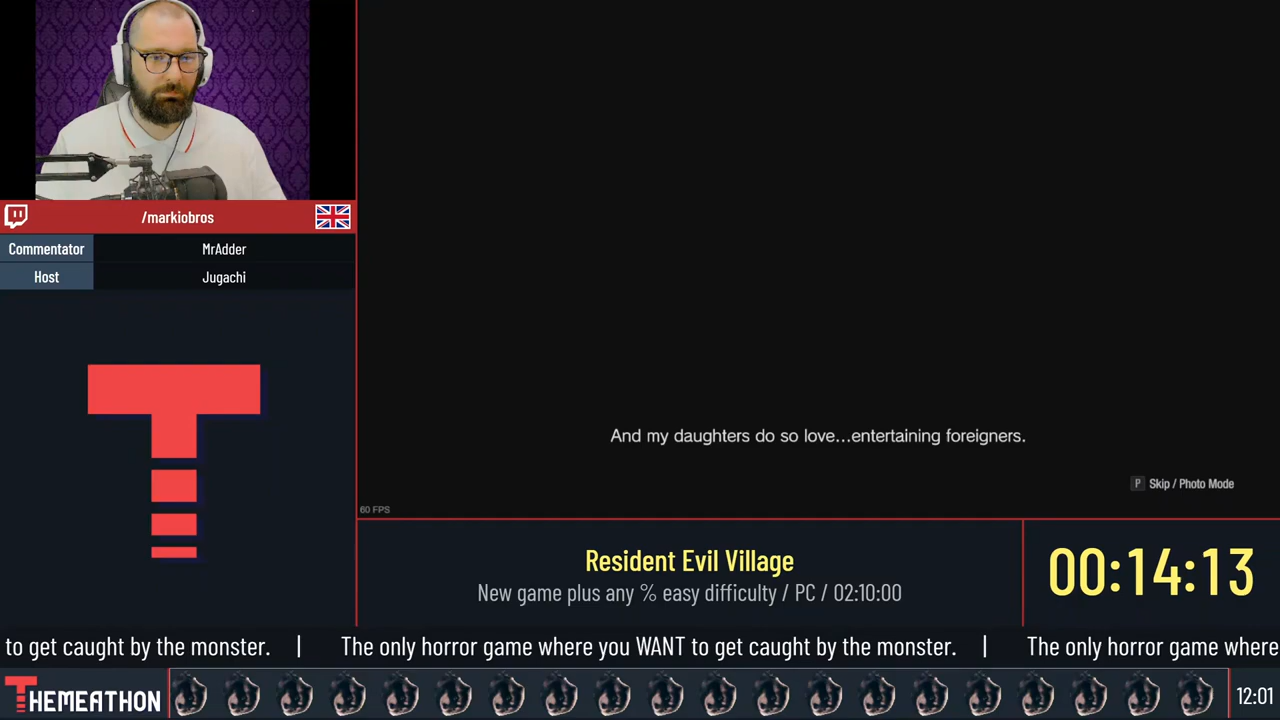 /markiobros
Commentator MrAdder
Host Jugachi
And my daughters do so love...entertaining foreigners.
P Skip / Photo Mode
60 FPS
Resident Evil Village
New game plus any % easy difficulty / PC / 02:10:00
00:14:13
to get caught by the monster. | The only horror game where you WANT to get caught by the monster. | The only horror game where
THEMEATHON
12:01